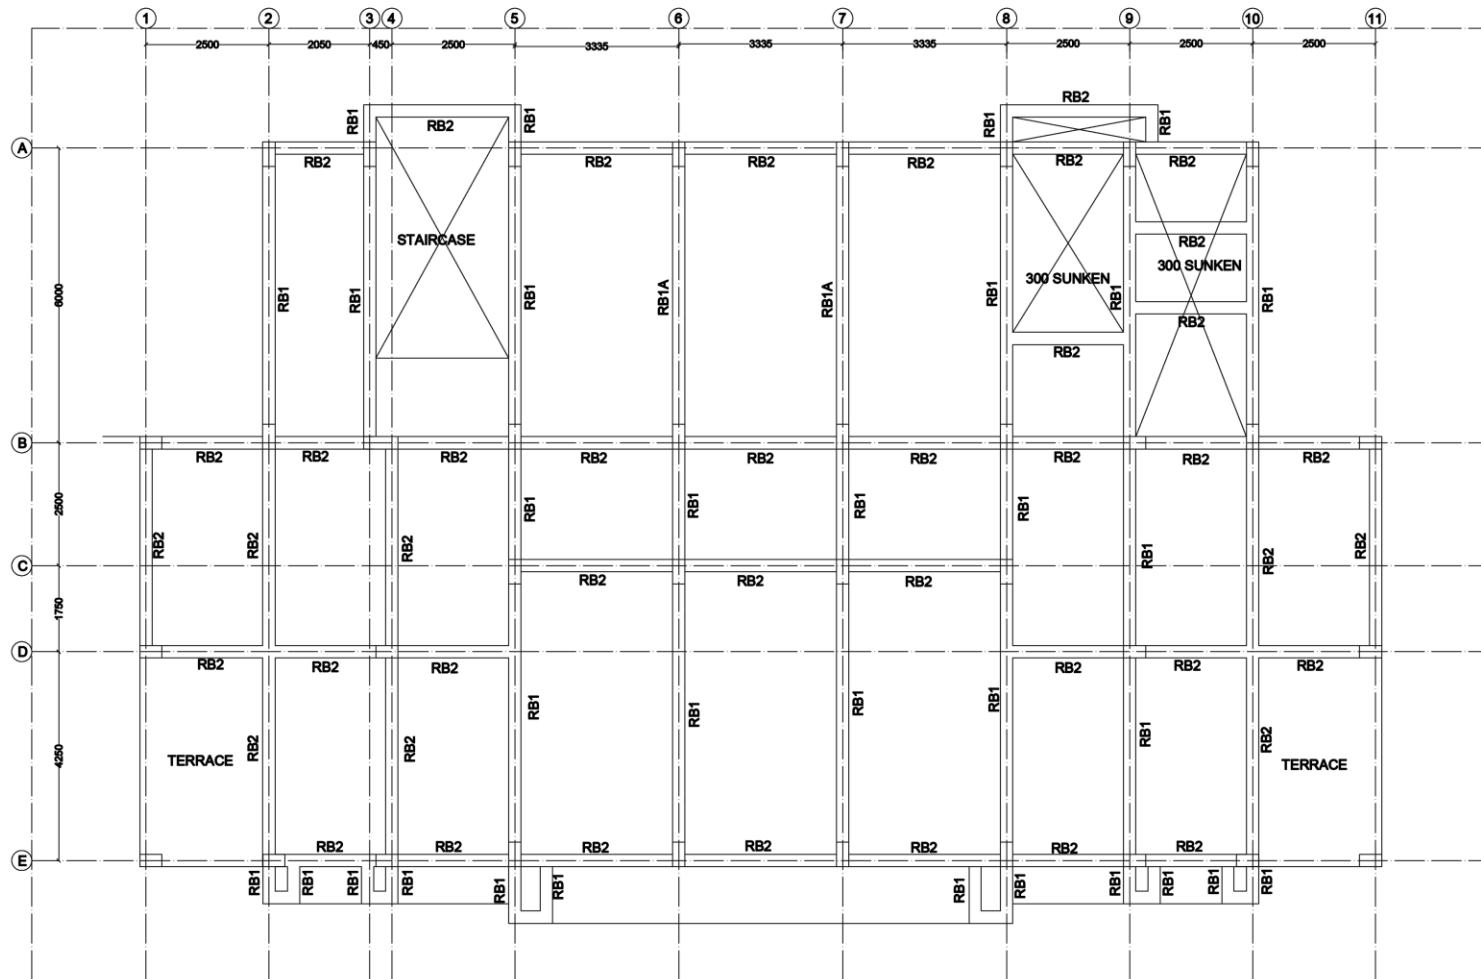 1 2 3 4 5 6 7 8 9 10 11
2500 2050 450 2500 3335 3335 3335 2500 2500 2500
RB2
RB1 RB1 RB1 RB1
RB2
A
RB2 RB2 RB2 RB2 RB2 RB2
STAIRCASE
RB2
300 SUNKEN
300 SUNKEN
6000
RB1 RB1 RB1 RB1A RB1A RB1 RB1 RB1
RB2
RB2
B
RB2 RB2 RB2 RB2 RB2 RB2 RB2 RB2 RB2
2500
RB1 RB1 RB1 RB1
RB2 RB2 RB2 RB1 RB2 RB2
C
RB2 RB2 RB2
1750
D
RB2 RB2 RB2 RB2 RB2 RB2
RB1 RB1 RB1 RB1
RB2 RB2 RB1 RB2
4250
TERRACE
TERRACE
RB2 RB2 RB2 RB2 RB2 RB2 RB2
E
RB1 RB1 RB1 RB1 RB1 RB1 RB1 RB1 RB1 RB1 RB1 RB1